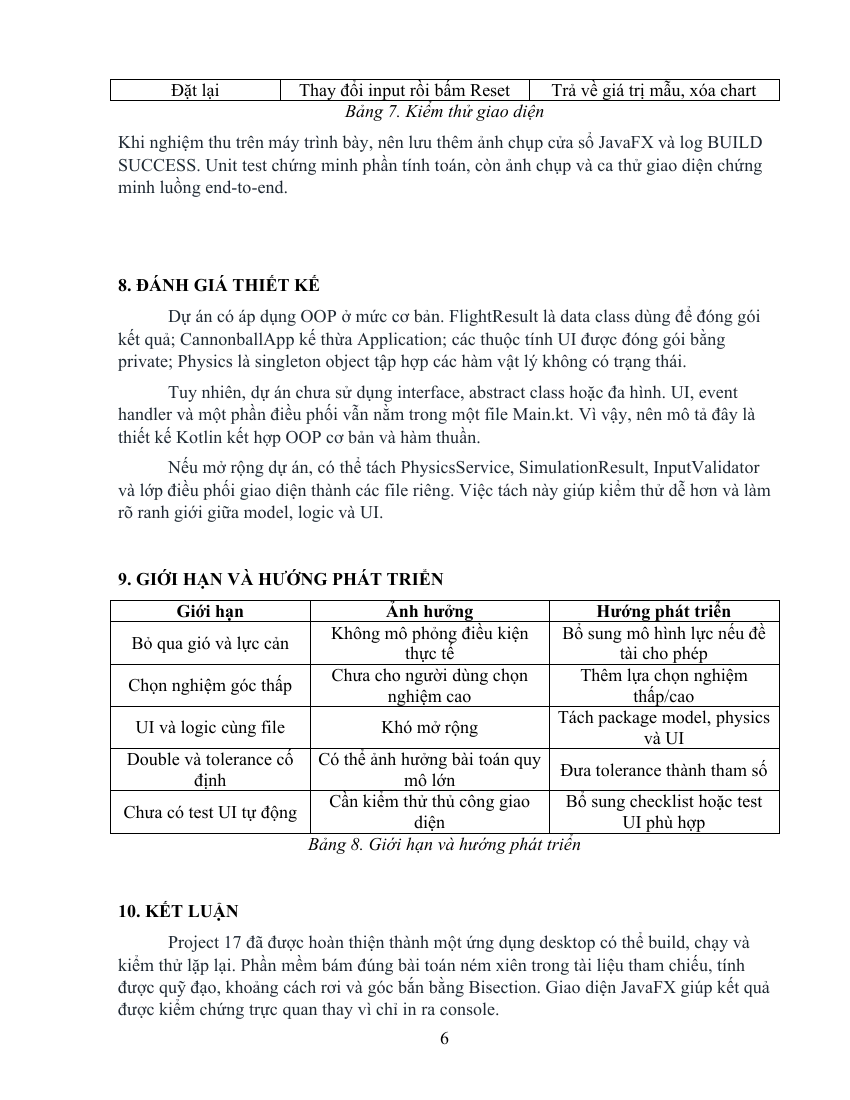 Đặt lại Thay đổi input rồi bấm Reset Trả về giá trị mẫu, xóa chart
Bảng 7. Kiểm thử giao diện
Khi nghiệm thu trên máy trình bày, nên lưu thêm ảnh chụp cửa sổ JavaFX và log BUILD
SUCCESS. Unit test chứng minh phần tính toán, còn ảnh chụp và ca thử giao diện chứng
minh luồng end-to-end.
8. ĐÁNH GIÁ THIẾT KẾ
Dự án có áp dụng OOP ở mức cơ bản. FlightResult là data class dùng để đóng gói
kết quả; CannonballApp kế thừa Application; các thuộc tính UI được đóng gói bằng
private; Physics là singleton object tập hợp các hàm vật lý không có trạng thái.
Tuy nhiên, dự án chưa sử dụng interface, abstract class hoặc đa hình. UI, event
handler và một phần điều phối vẫn nằm trong một file Main.kt. Vì vậy, nên mô tả đây là
thiết kế Kotlin kết hợp OOP cơ bản và hàm thuần.
Nếu mở rộng dự án, có thể tách PhysicsService, SimulationResult, InputValidator
và lớp điều phối giao diện thành các file riêng. Việc tách này giúp kiểm thử dễ hơn và làm
rõ ranh giới giữa model, logic và UI.
9. GIỚI HẠN VÀ HƯỚNG PHÁT TRIỂN
Giới hạn Ảnh hưởng Hướng phát triển
Bỏ qua gió và lực cản Không mô phỏng điều kiện
thực tế Bổ sung mô hình lực nếu đề
tài cho phép
Chọn nghiệm góc thấp Chưa cho người dùng chọn
nghiệm cao Thêm lựa chọn nghiệm
thấp/cao
UI và logic cùng file Khó mở rộng Tách package model, physics
và UI
Double và tolerance cố
định Có thể ảnh hưởng bài toán quy
mô lớn Đưa tolerance thành tham số
Chưa có test UI tự động Cần kiểm thử thủ công giao
diện Bổ sung checklist hoặc test
UI phù hợp
Bảng 8. Giới hạn và hướng phát triển
10. KẾT LUẬN
Project 17 đã được hoàn thiện thành một ứng dụng desktop có thể build, chạy và
kiểm thử lặp lại. Phần mềm bám đúng bài toán ném xiên trong tài liệu tham chiếu, tính
được quỹ đạo, khoảng cách rơi và góc bắn bằng Bisection. Giao diện JavaFX giúp kết quả
được kiểm chứng trực quan thay vì chỉ in ra console.
6